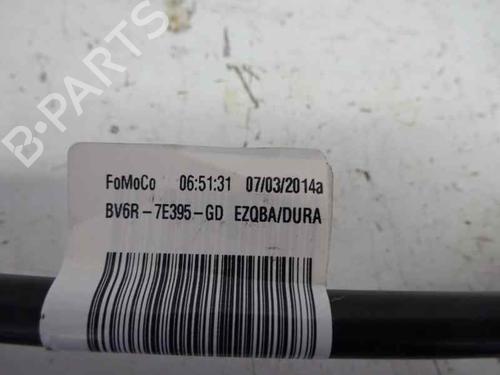 B-PARTS
FoMoCo 06:51:31 07/03/2014a
BV6R-7E395-GD EZQBA/DURA